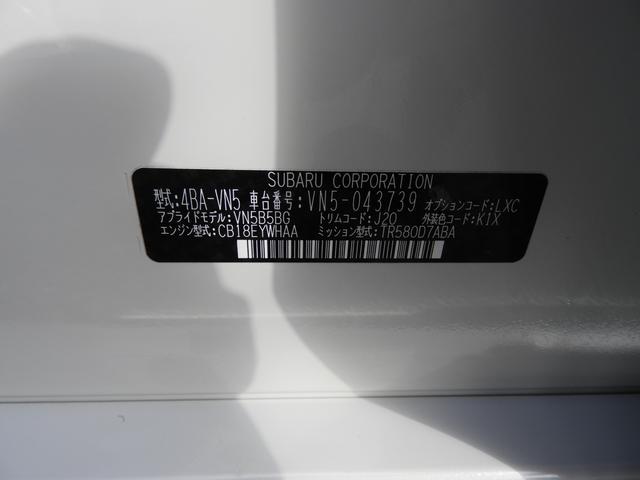 SUBARU CORPORATION
型式:4BA-VN5 車台番号:VN5-043739 オプションコード:LXC
アプライドモデル:VN5B5BG トリムコード:J20 外装色コード:K1X
エンジン型式:CB18EYWHAA ミッション型式:TR580D7ABA